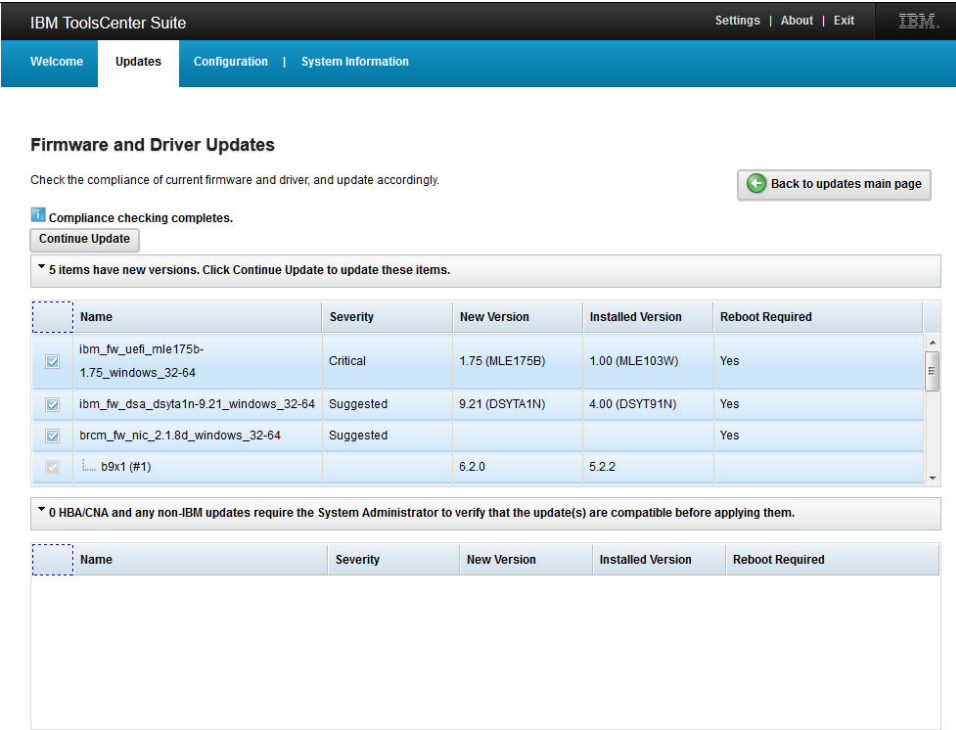 IBM ToolsCenter Suite
Settings | About | Exit
IBM.
Welcome
Updates
Configuration | System Information
Firmware and Driver Updates
Check the compliance of current firmware and driver, and update accordingly.
Back to updates main page
Compliance checking completes.
Continue Update
5 items have new versions. Click Continue Update to update these items.
Name Severity New Version Installed Version Reboot Required
ibm_fw_uefi_mle175b-
1.75_windows_32-64 Critical 1.75 (MLE175B) 1.00 (MLE103W) Yes
ibm_fw_dsa_dsyta1n-9.21_windows_32-64 Suggested 9.21 (DSYTA1N) 4.00 (DSYT91N) Yes
brcm_fw_nic_2.1.8d_windows_32-64 Suggested Yes
b9x1 (#1) 6.2.0 5.2.2
0 HBA/CNA and any non-IBM updates require the System Administrator to verify that the update(s) are compatible before applying them.
Name Severity New Version Installed Version Reboot Required